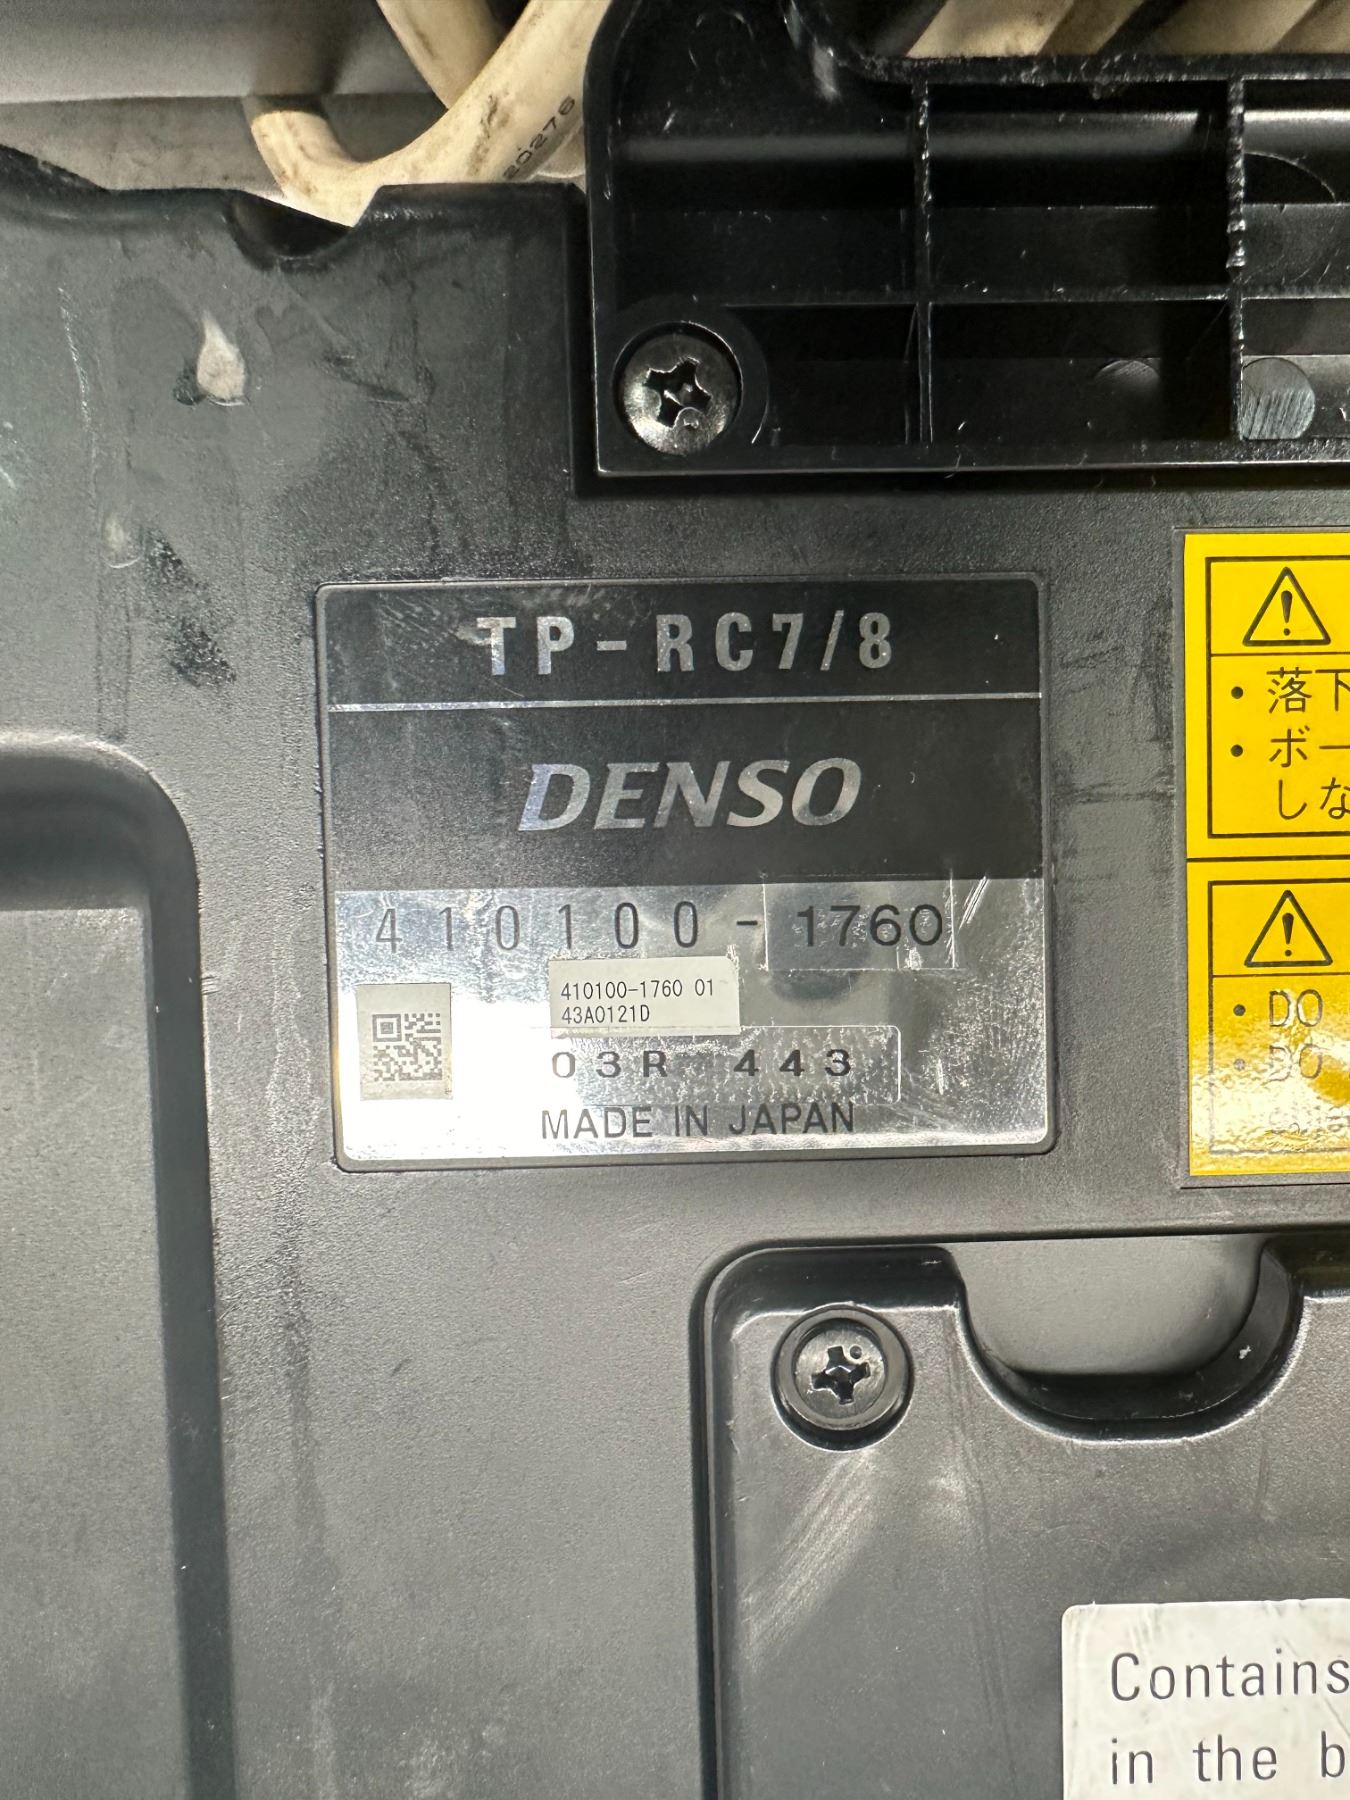 20276
TP-RC7/8
DENSO
410100-1760
410100-1760 01
43A0121D
03R 443
MADE IN JAPAN
・落下
・ボー
しな
・DO
・DO
Contains
in the b